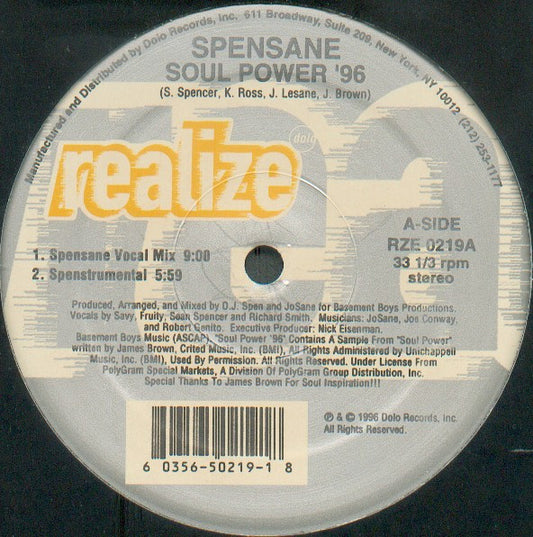 Manufactured and Distributed by Dolo Records, Inc. 611 Broadway, Suite 209, New York, NY 10012 (212) 253-1177
SPENSANE
SOUL POWER '96
(S. Spencer, K. Ross, J. Lesane, J. Brown)
dolo
realize
A-SIDE
RZE 0219A
33 1/3 rpm
stereo
1. Spensane Vocal Mix 9:00
2. Spenstrumental 5:59
Produced, Arranged, and Mixed by D.J. Spen and JoSane for Basement Boys Productions.
Vocals by Savy, Fruity, Sean Spencer and Richard Smith. Musicians: JoSane, Joe Conway,
and Robert Genito. Executive Producer: Nick Eisenman.
Basement Boys Music (ASCAP). "Soul Power '96" Contains A Sample From "Soul Power"
written by James Brown, Crited Music, Inc. (BMI), All Rights Administered by Unichappell
Music, Inc. (BMI), Used By Permission. All Rights Reserved. Under License From
PolyGram Special Markets, A Division Of PolyGram Group Distribution, Inc.
Special Thanks To James Brown For Soul Inspiration!!!
℗ & © 1996 Dolo Records, Inc.
All Rights Reserved.
6 0356-50219-1 8